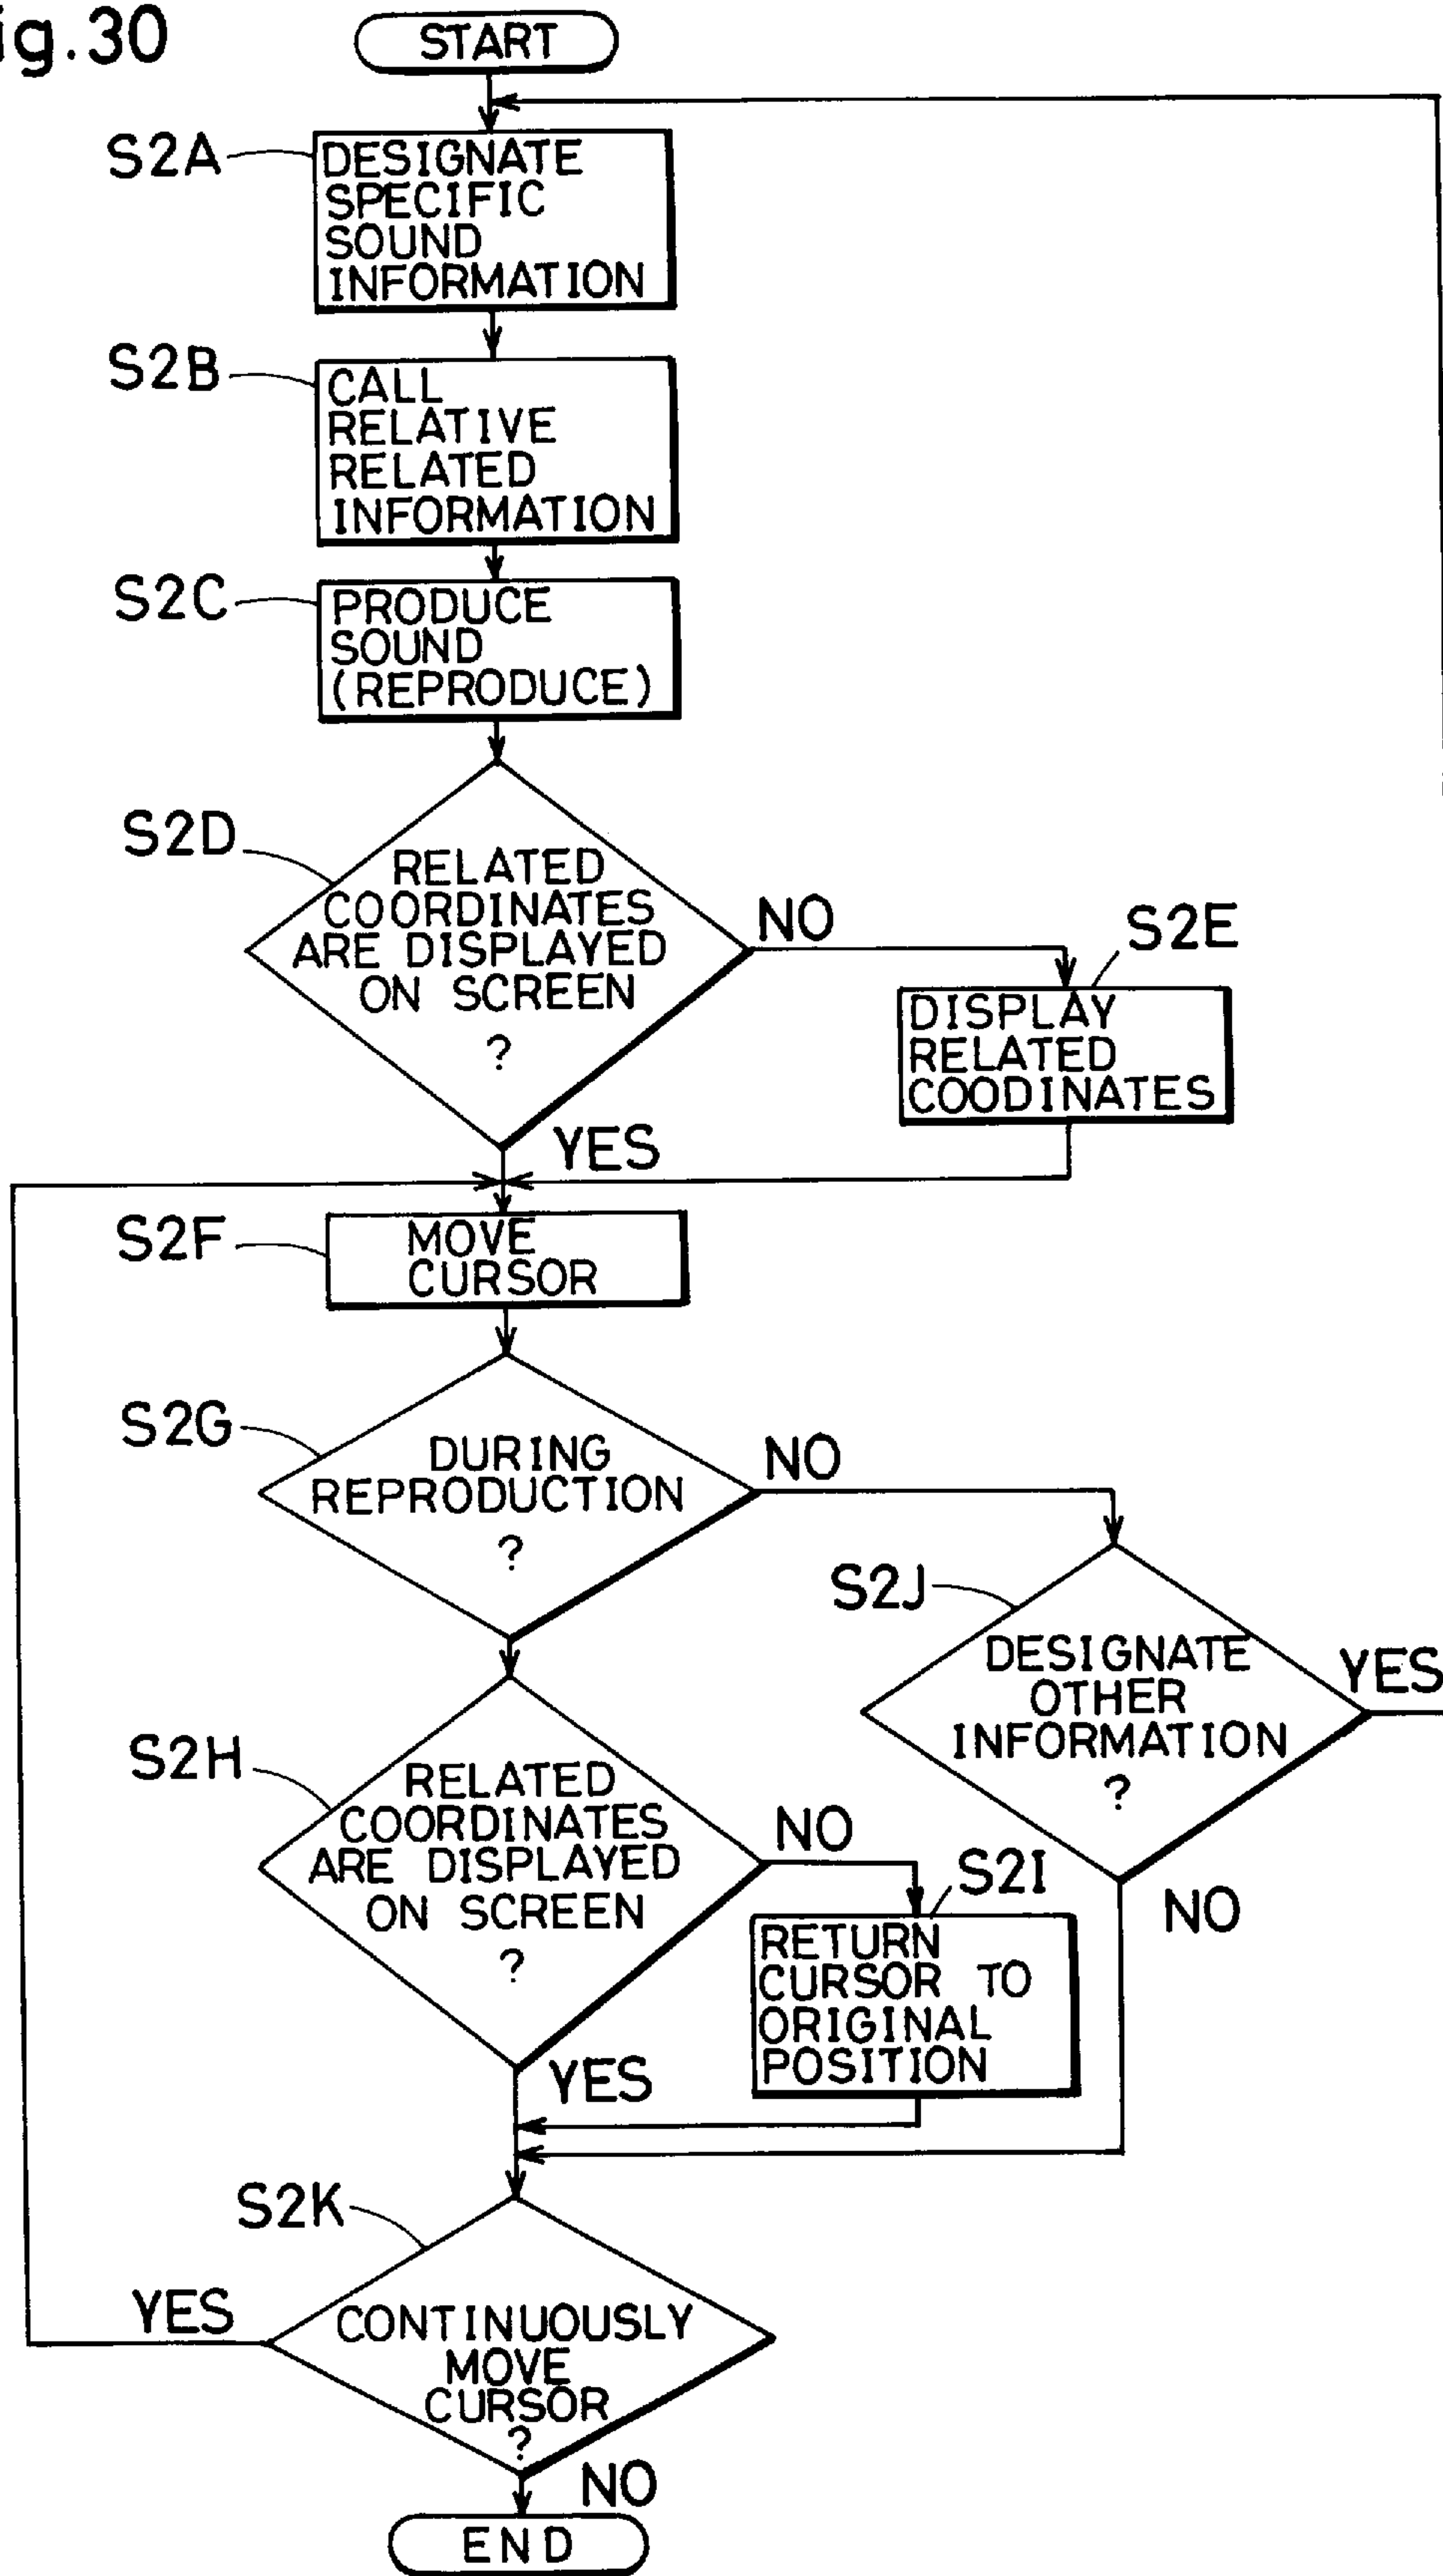 ig.30
START
S2A
DESIGNATE
SPECIFIC
SOUND
INFORMATION
S2B
CALL
RELATIVE
RELATED
INFORMATION
S2C
PRODUCE
SOUND
(REPRODUCE)
S2D
RELATED
COORDINATES
ARE DISPLAYED
ON SCREEN
?
NO
S2E
DISPLAY
RELATED
COODINATES
YES
S2F
MOVE
CURSOR
S2G
DURING
REPRODUCTION
?
NO
S2J
DESIGNATE
OTHER
INFORMATION
?
YES
NO
S2H
RELATED
COORDINATES
ARE DISPLAYED
ON SCREEN
?
NO
S2I
RETURN
CURSOR TO
ORIGINAL
POSITION
YES
S2K
CONTINUOUSLY
MOVE
CURSOR
?
YES
NO
END